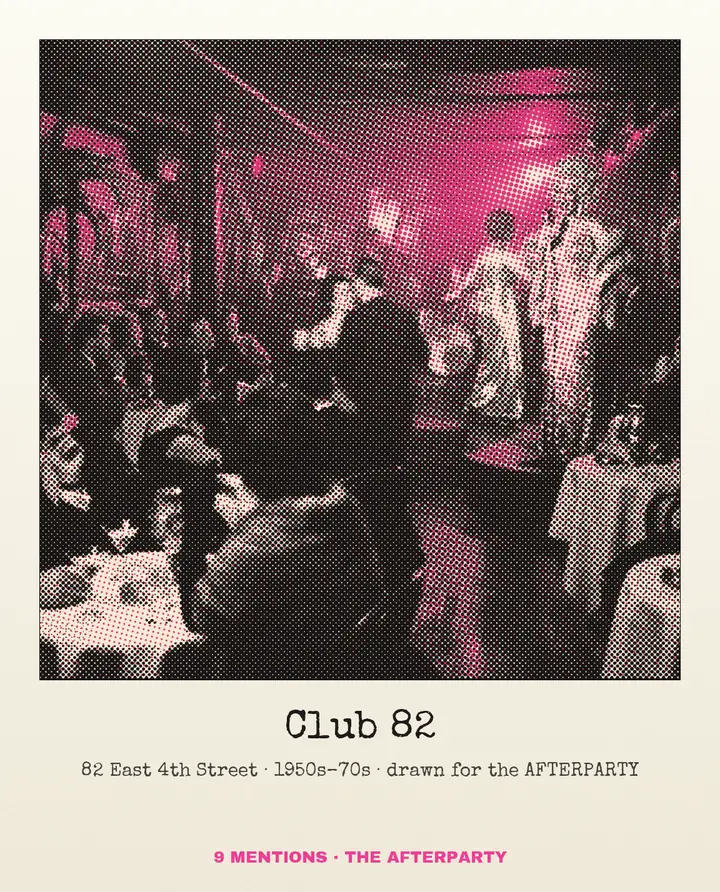 Club 82
82 East 4th Street · 1950s–70s · drawn for the AFTERPARTY
9 MENTIONS · THE AFTERPARTY